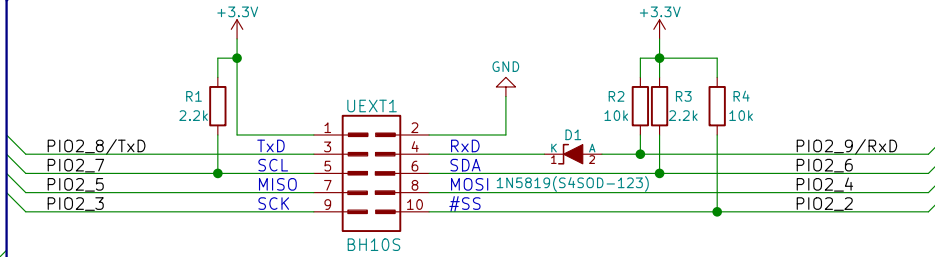 +3.3V +3.3V
GND
R1 2.2k
R2 10k
R3 2.2k
R4 10k
UEXT1
D1
K A
1 2
1N5819(S4SOD-123)
PIO2_8/TxD TxD 3 4 RxD PIO2_9/RxD
1 2
PIO2_7 SCL 5 6 SDA PIO2_6
PIO2_5 MISO 7 8 MOSI PIO2_4
PIO2_3 SCK 9 10 #SS PIO2_2
BH10S